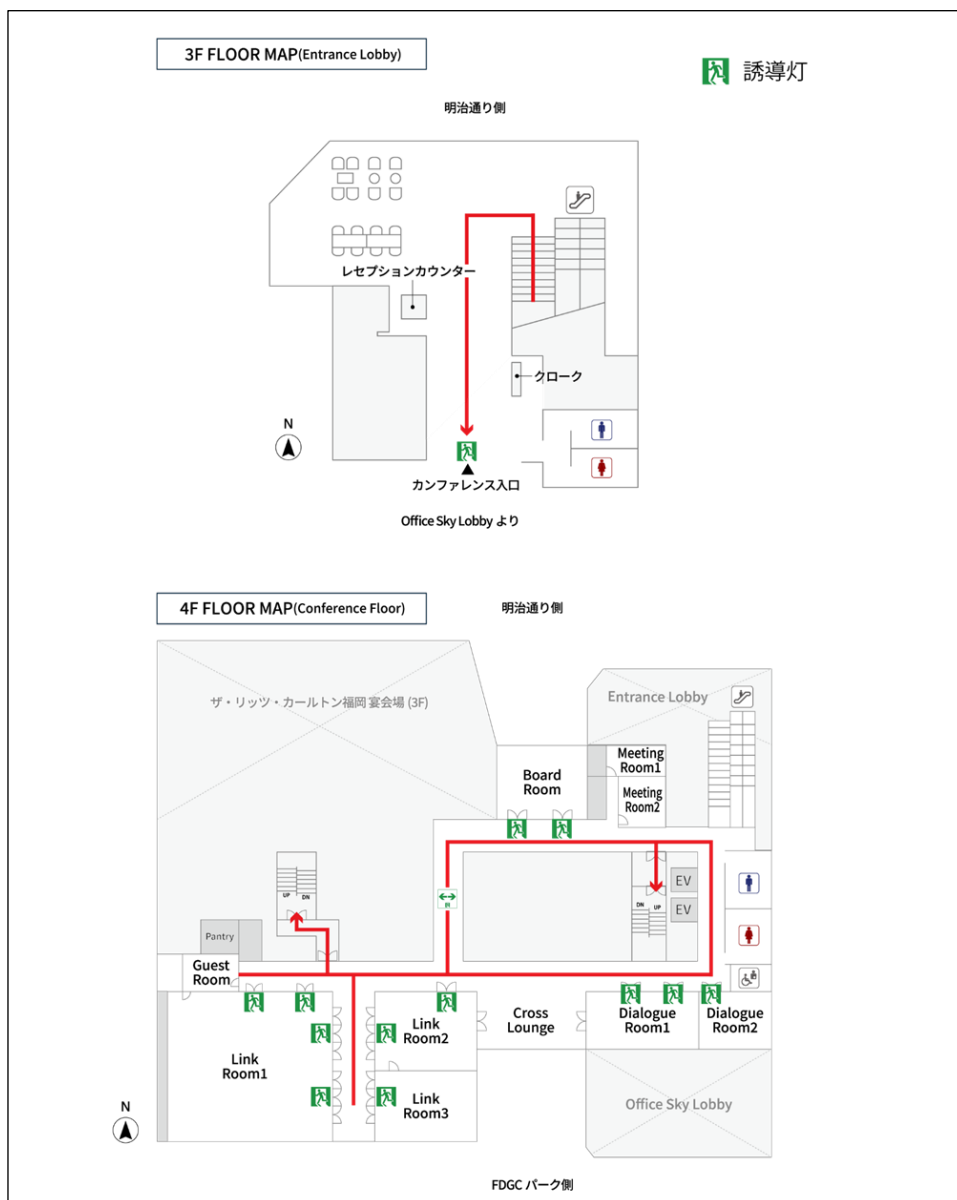 3F FLOOR MAP(Entrance Lobby)
誘導灯
明治通り側
レセプションカウンター
クローク
N
カンファレンス入口
Office Sky Lobby より
4F FLOOR MAP(Conference Floor)
明治通り側
ザ・リッツ・カールトン福岡 宴会場 (3F)
Entrance Lobby
Board
Room
Meeting
Room1
Meeting
Room2
UP
DN
EV
EV
DN
UP
Pantry
Guest
Room
Link
Room1
Link
Room2
Cross
Lounge
Dialogue
Room1
Dialogue
Room2
Link
Room3
Office Sky Lobby
N
FDGC パーク側